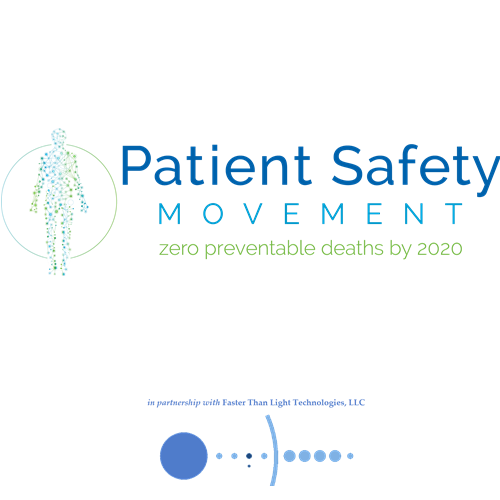 Patient Safety
MOVEMENT
zero preventable deaths by 2020
in partnership with Faster Than Light Technologies, LLC